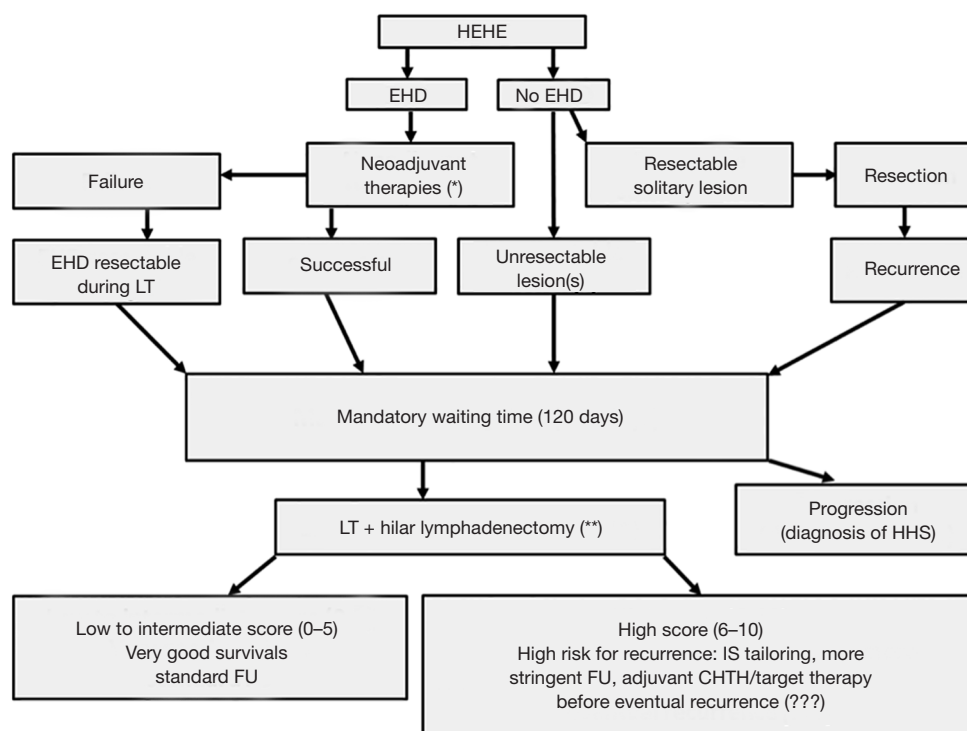 HEHE
EHD
No EHD
Failure
Neoadjuvant
therapies (*)
Resectable
solitary lesion
Resection
EHD resectable
during LT
Successful
Unresectable
lesion(s)
Recurrence
Mandatory waiting time (120 days)
Progression
(diagnosis of HHS)
LT + hilar lymphadenectomy (**)
Low to intermediate score (0–5)
Very good survivals
standard FU
High score (6–10)
High risk for recurrence: IS tailoring, more
stringent FU, adjuvant CHTH/target therapy
before eventual recurrence (???)